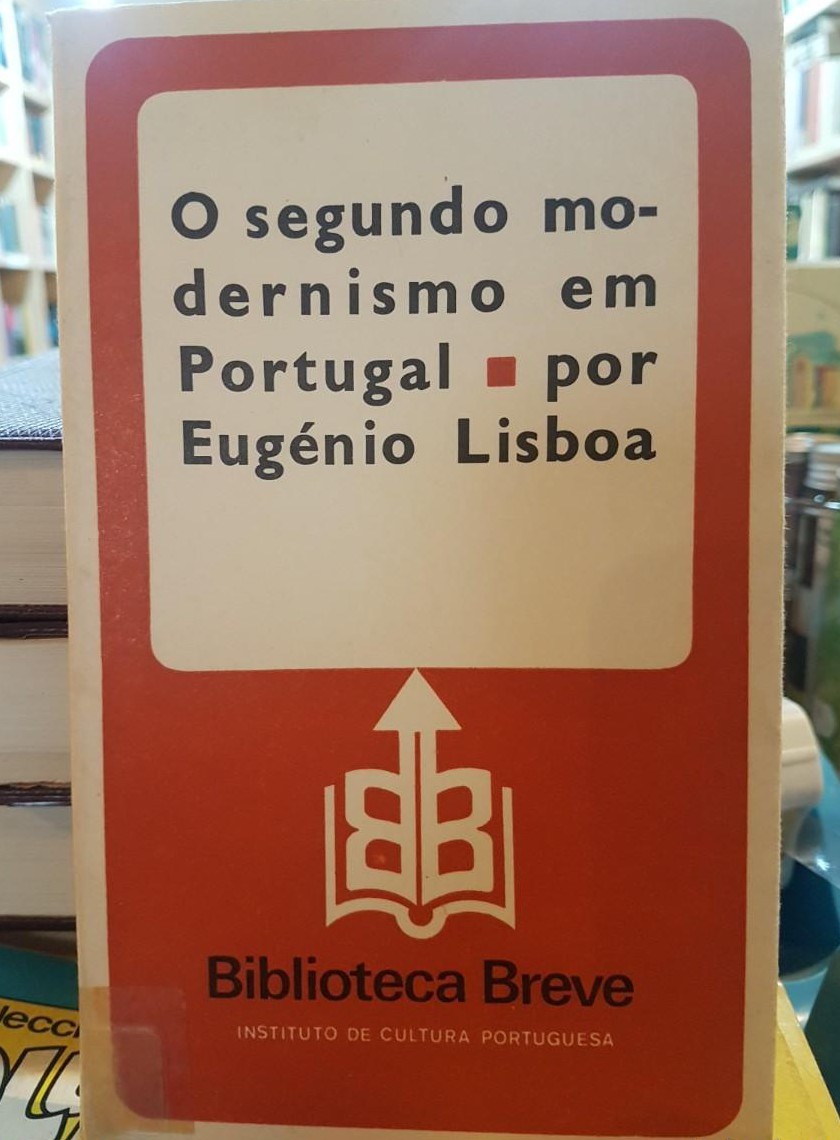 O segundo mo-
dernismo em
Portugal ▪ por
Eugénio Lisboa
BB
Biblioteca Breve
INSTITUTO DE CULTURA PORTUGUESA